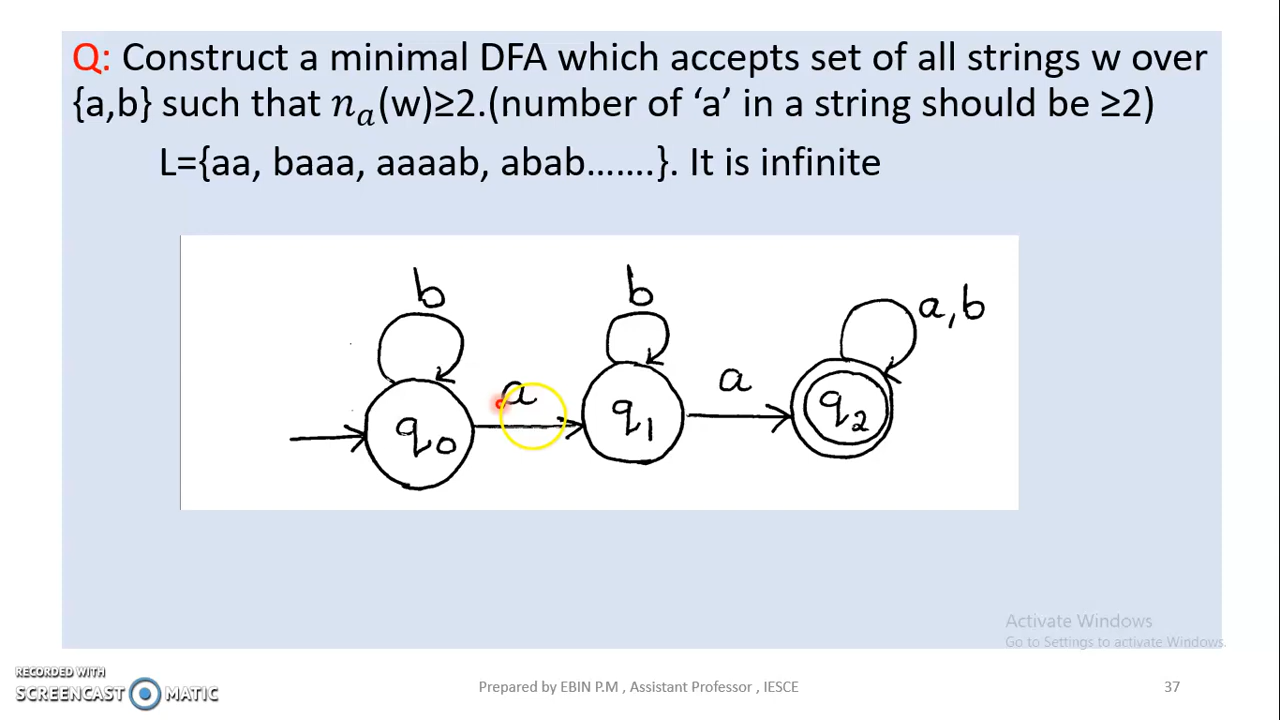 Q: Construct a minimal DFA which accepts set of all strings w over
{a,b} such that nₐ(w)≥2.(number of ‘a’ in a string should be ≥2)
L={aa, baaa, aaaab, abab…….}. It is infinite
b
b
a,b
a
a
q0
q1
q2
Activate Windows
Go to Settings to activate Windows.
RECORDED WITH
SCREENCAST MATIC
Prepared by EBIN P.M , Assistant Professor , IESCE
37